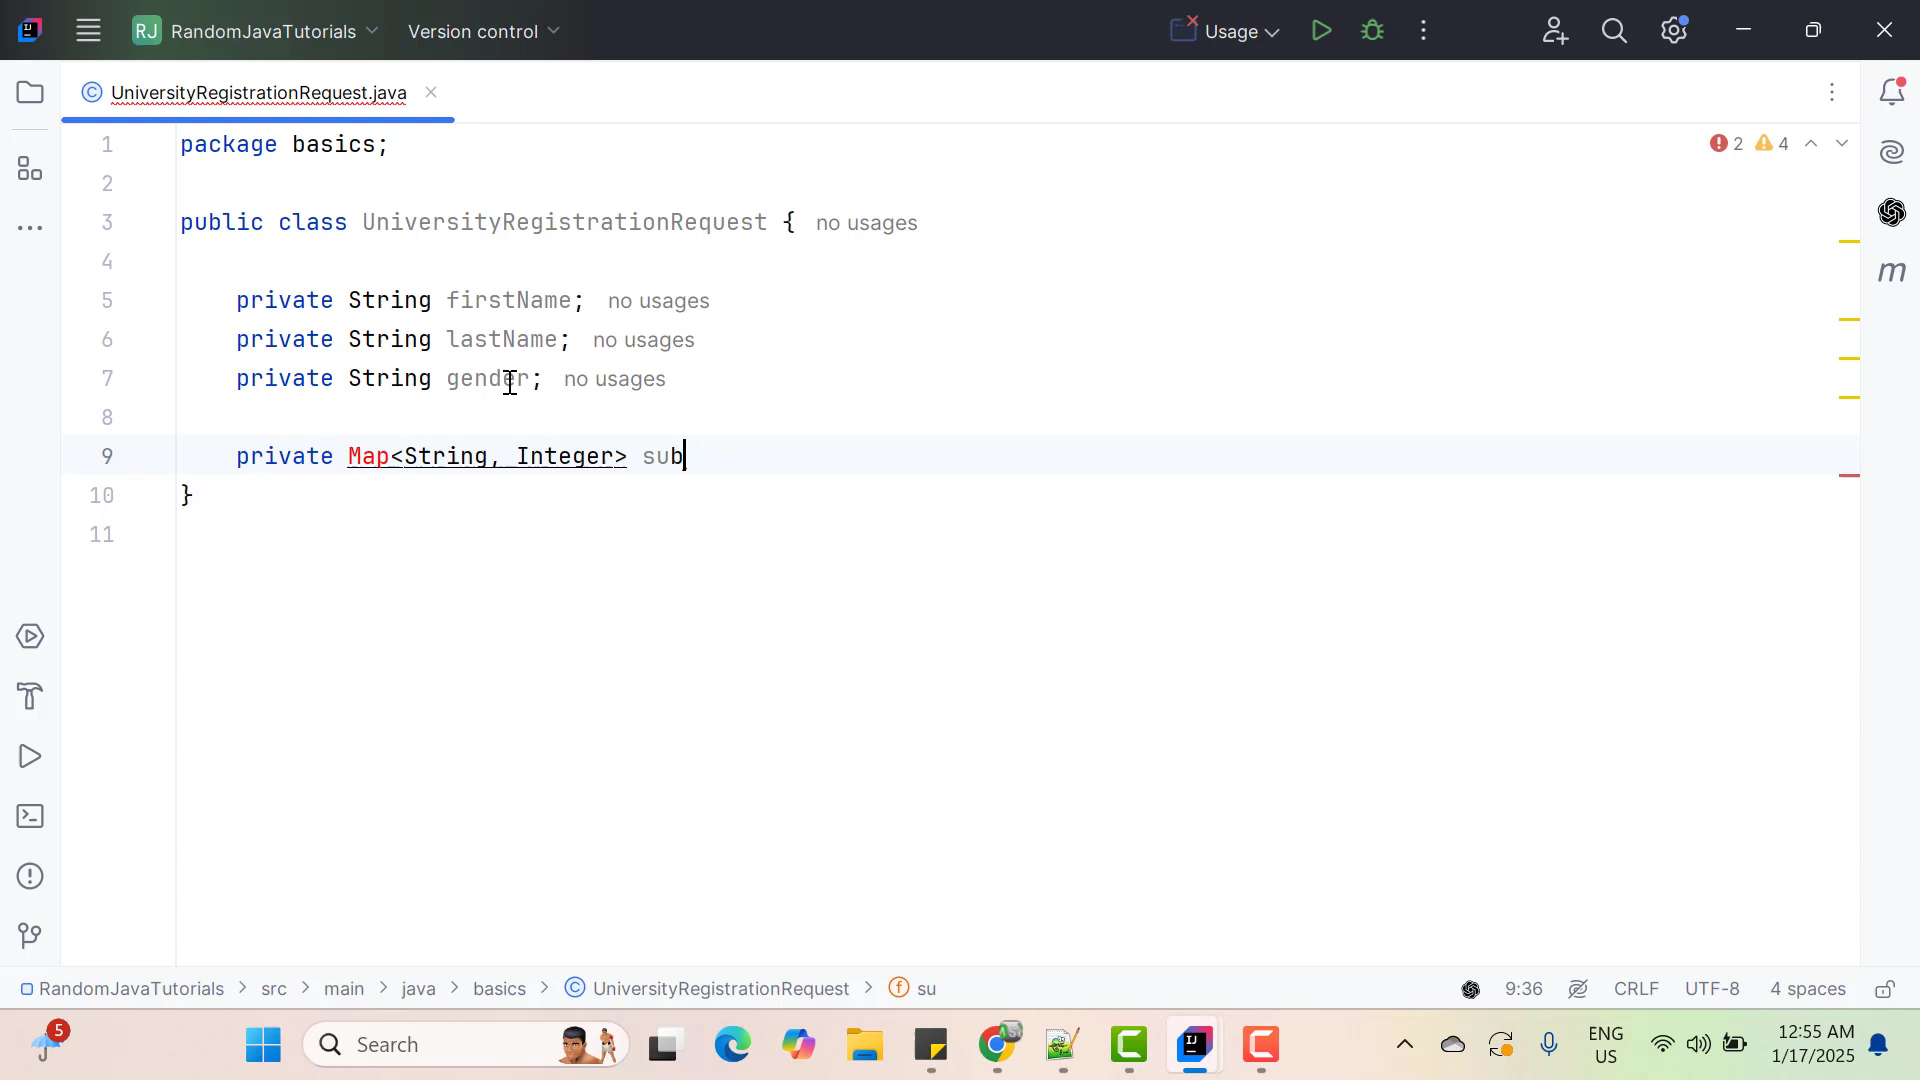 RJ RandomJavaTutorials Version control Usage
UniversityRegistrationRequest.java
1 package basics; 2 4
2
3 public class UniversityRegistrationRequest { no usages
4
5 private String firstName; no usages
6 private String lastName; no usages
7 private String gender; no usages
8
9 private Map<String, Integer> sub
10 }
11
m
RandomJavaTutorials > src > main > java > basics > UniversityRegistrationRequest > su 9:36 CRLF UTF-8 4 spaces
5 Search ENG US 12:55 AM
1/17/2025